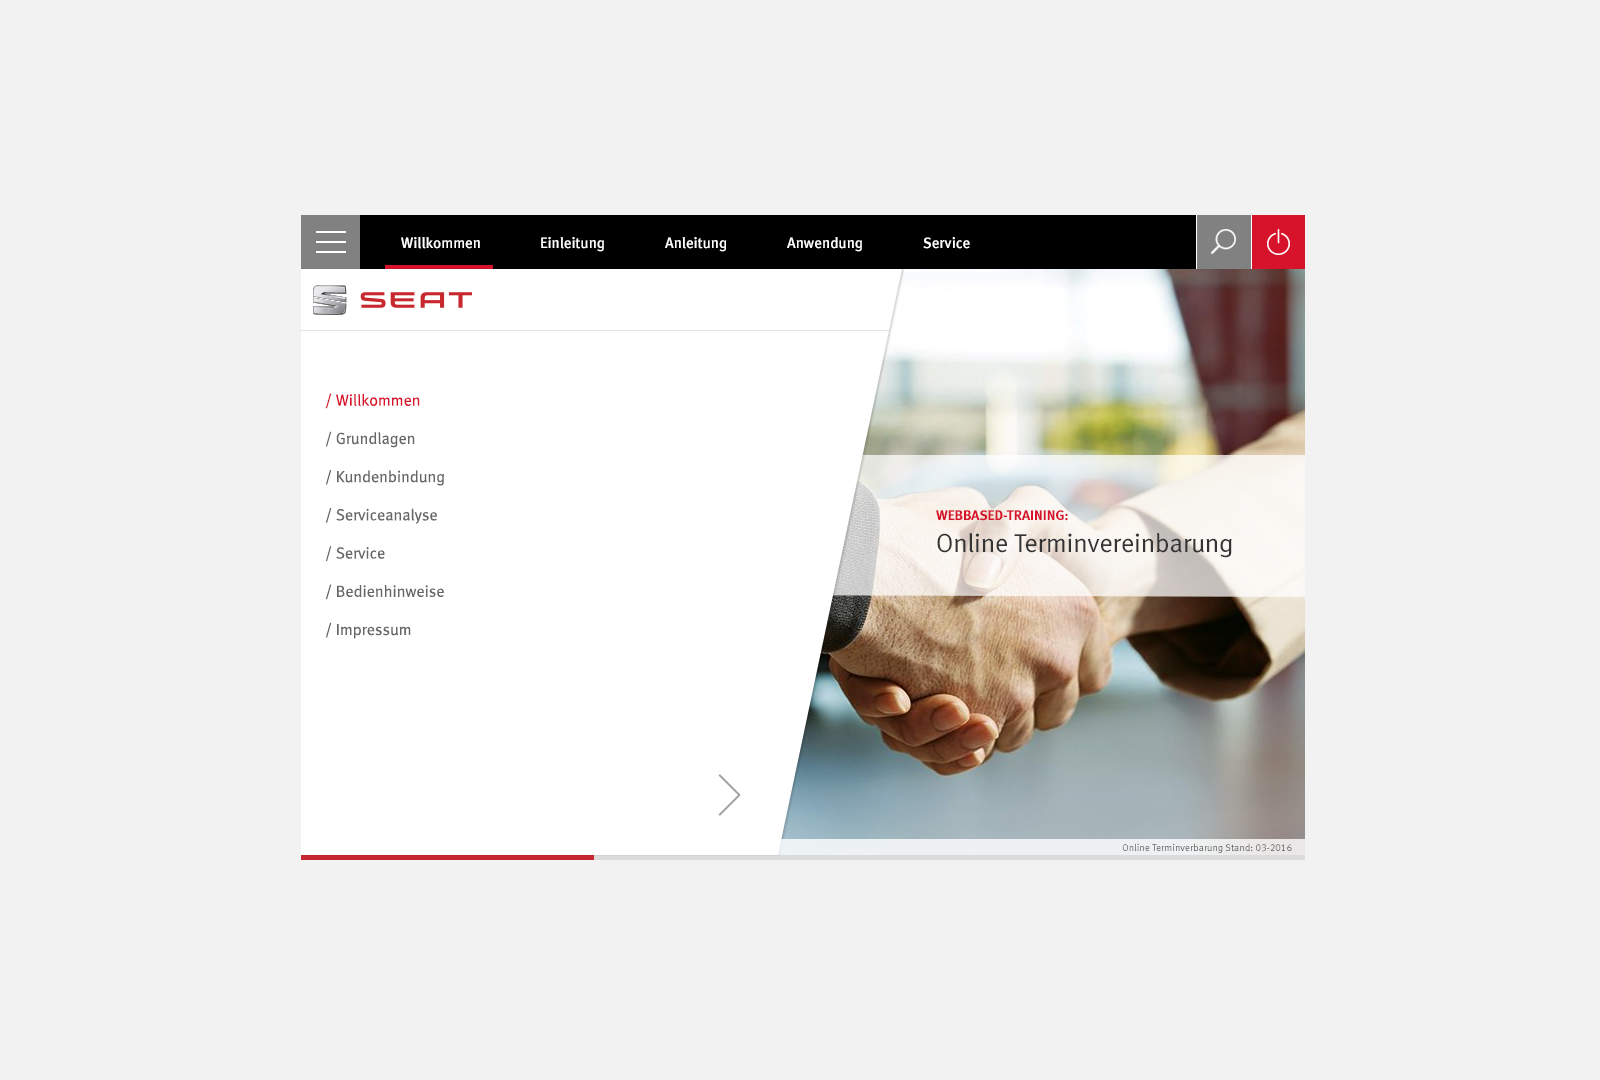 Willkommen Einleitung Anleitung Anwendung Service
SEAT
/ Willkommen
/ Grundlagen
/ Kundenbindung
/ Serviceanalyse
/ Service
/ Bedienhinweise
/ Impressum
WEBBASED-TRAINING:
Online Terminvereinbarung
Online Terminverbarung Stand: 03-2016